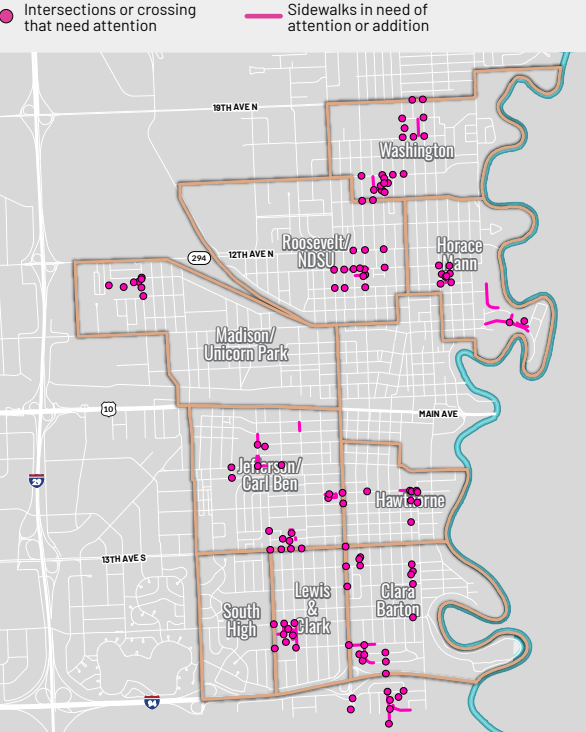 Intersections or crossing
that need attention
Sidewalks in need of
attention or addition
19TH AVE N
Washington
Roosevelt/
NDSU
12TH AVE N
294
Horace
Mann
Madison/
Unicorn Park
10
MAIN AVE
Jefferson/
Carl Ben
29
Hawthorne
13TH AVE S
Lewis
&
Clark
Clara
Barton
South
High
94